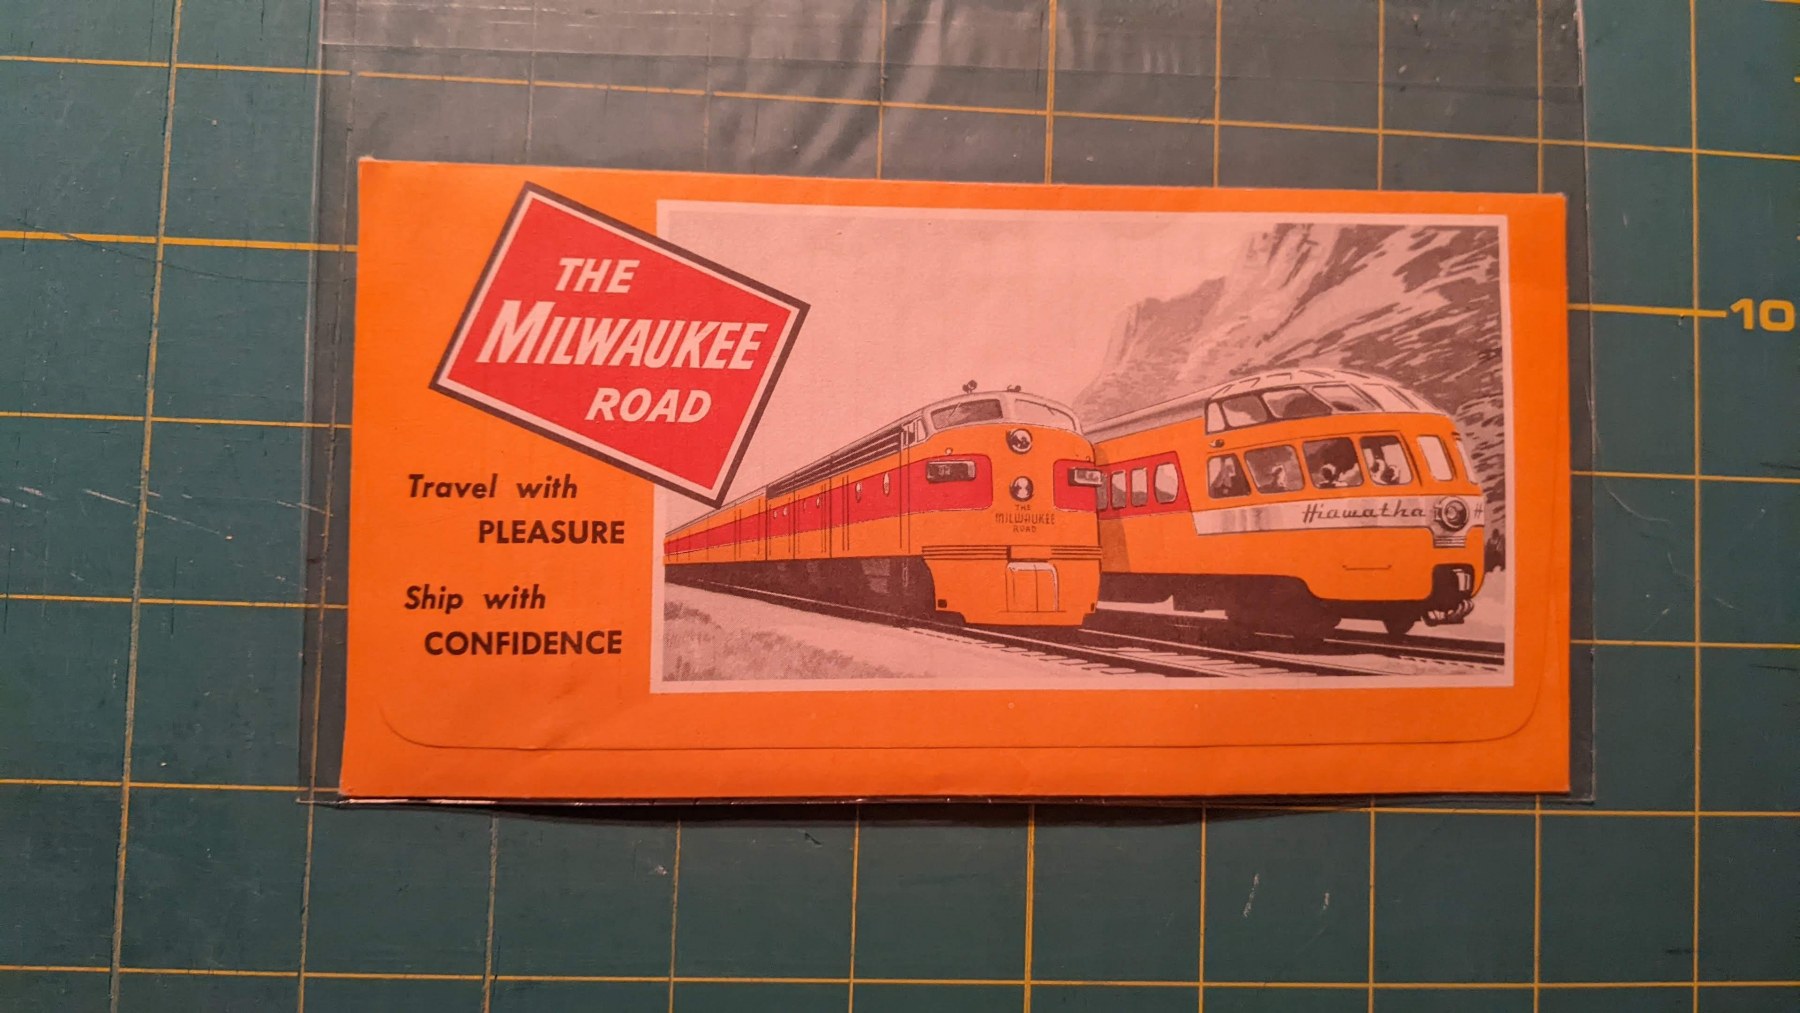 THE
MILWAUKEE
ROAD
Travel with
PLEASURE
Ship with
CONFIDENCE
THE
MILWAUKEE
ROAD
Hiawatha
H
10